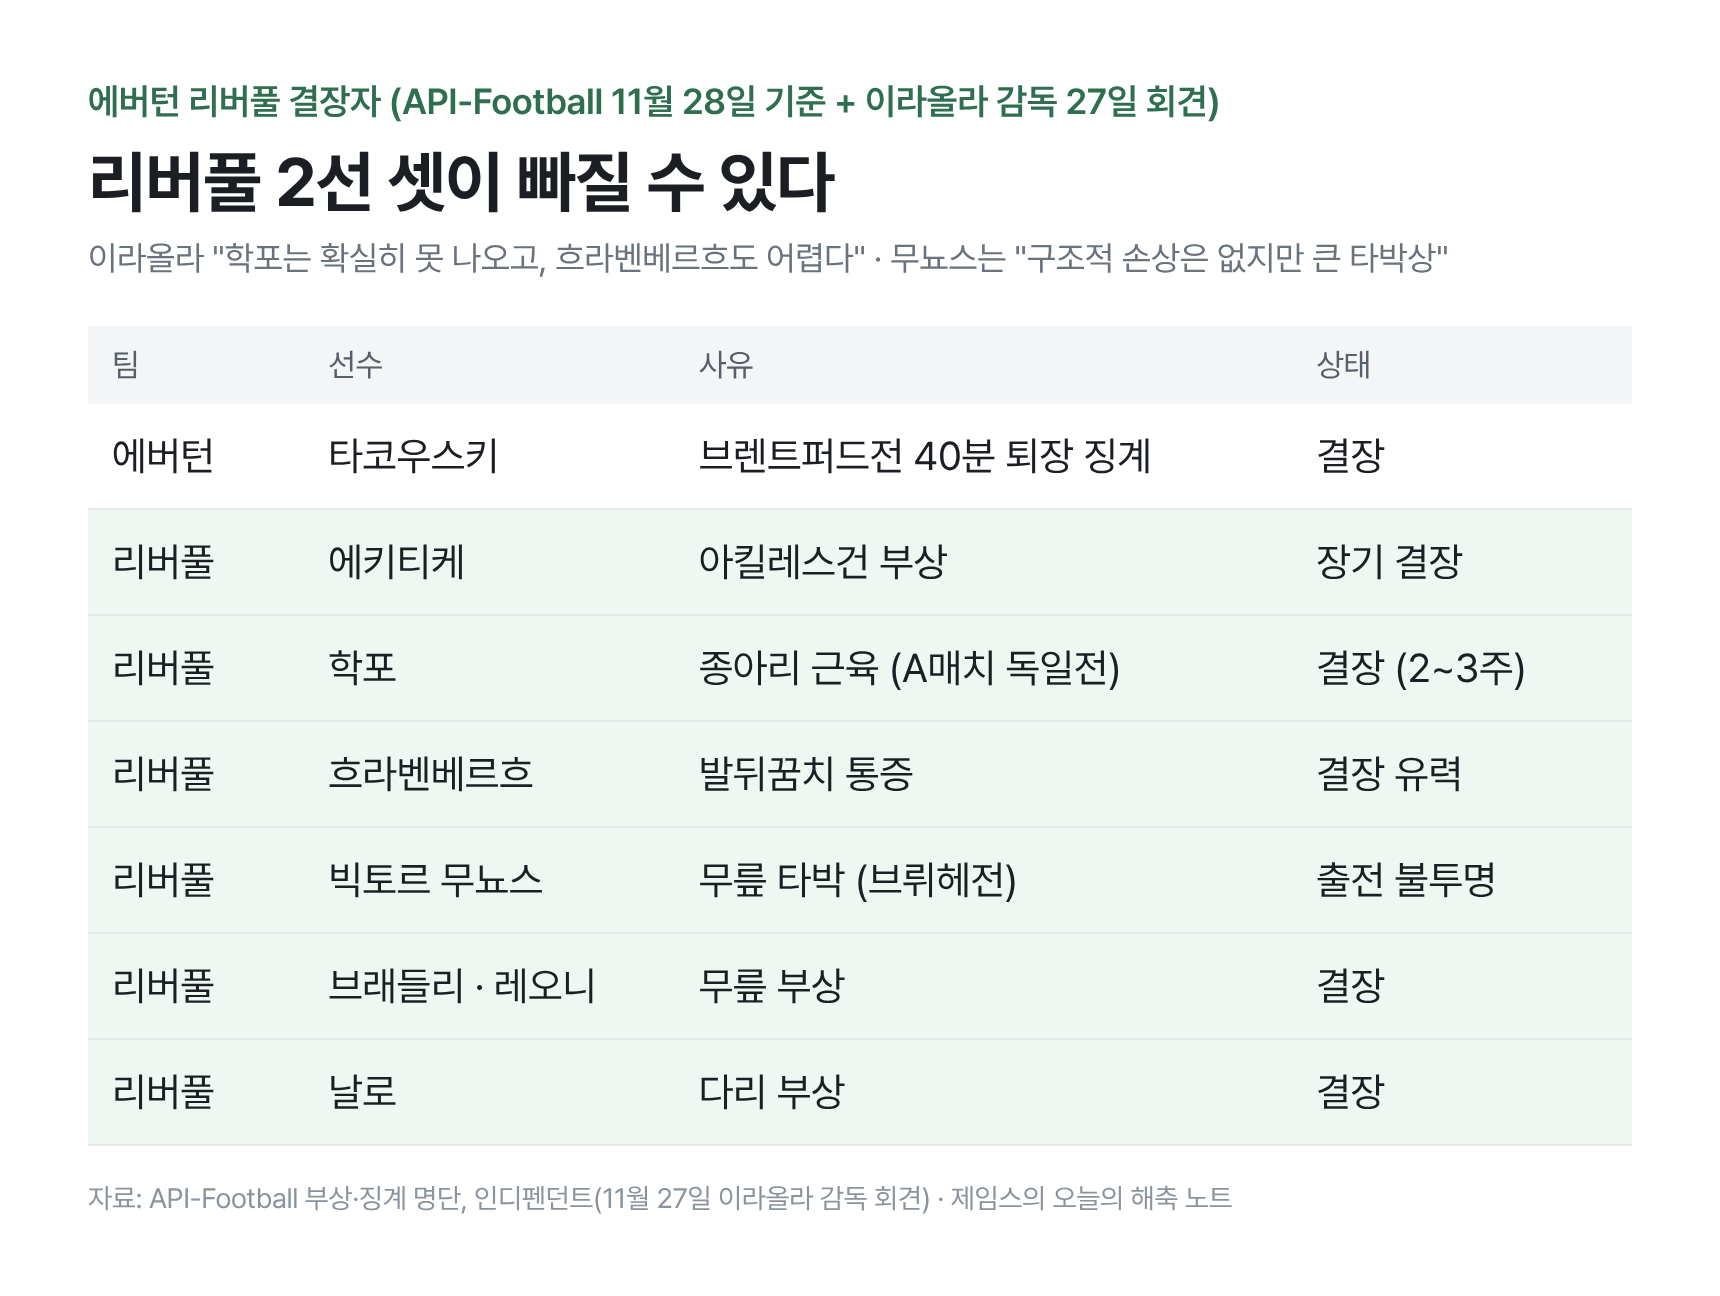 에버턴 리버풀 결장자 (API-Football 11월 28일 기준 + 이라올라 감독 27일 회견)
리버풀 2선 셋이 빠질 수 있다
이라올라 "학포는 확실히 못 나오고, 흐라벤베르흐도 어렵다" · 무뇨스는 "구조적 손상은 없지만 큰 타박상"
팀 선수 사유 상태
에버턴 타코우스키 브렌트퍼드전 40분 퇴장 징계 결장
리버풀 에키티케 아킬레스건 부상 장기 결장
리버풀 학포 종아리 근육 (A매치 독일전) 결장 (2~3주)
리버풀 흐라벤베르흐 발뒤꿈치 통증 결장 유력
리버풀 빅토르 무뇨스 무릎 타박 (브뤼헤전) 출전 불투명
리버풀 브래들리 · 레오니 무릎 부상 결장
리버풀 날로 다리 부상 결장
자료: API-Football 부상·징계 명단, 인디펜던트(11월 27일 이라올라 감독 회견) · 제임스의 오늘의 해축 노트